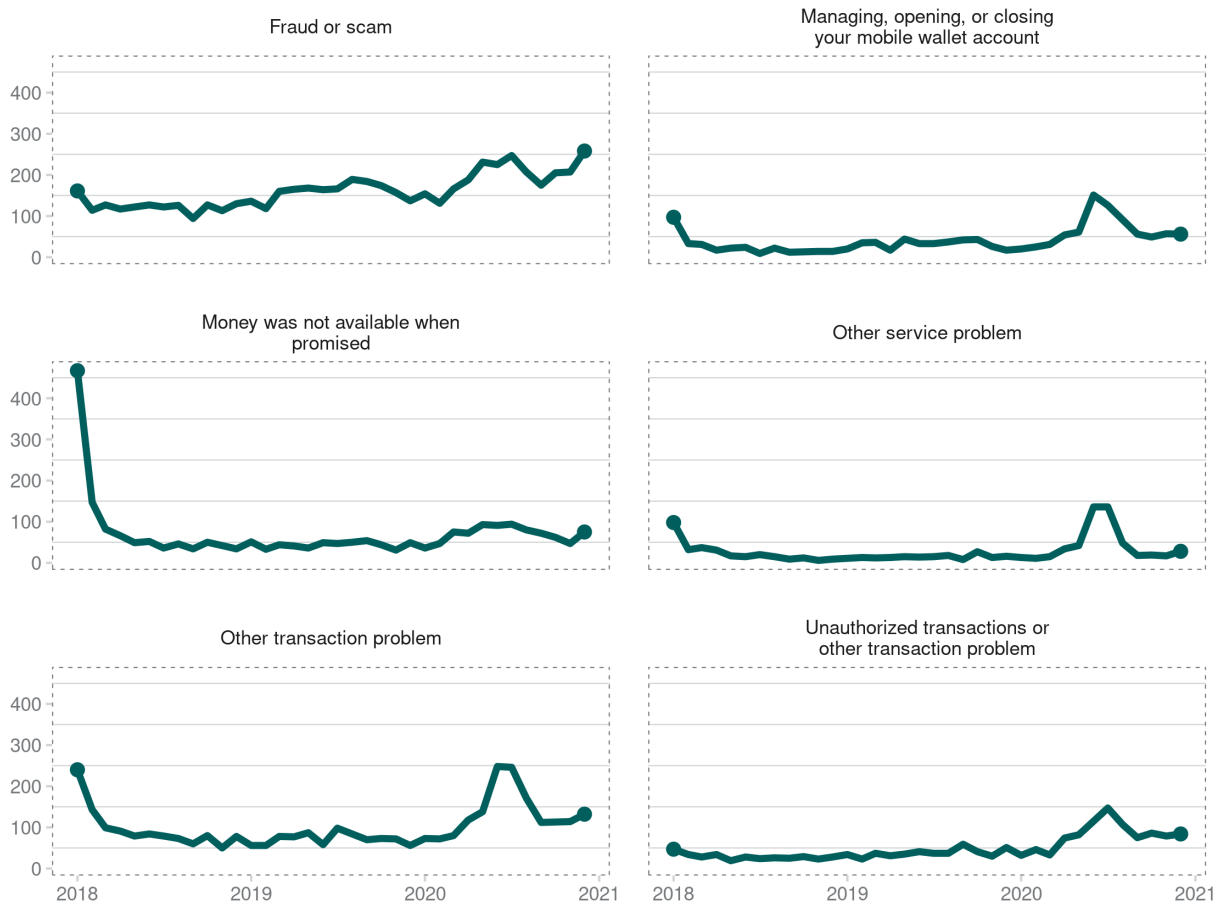 Fraud or scam
Managing, opening, or closing
your mobile wallet account
400
300
200
100
0
Money was not available when
promised
Other service problem
400
300
200
100
0
Other transaction problem
Unauthorized transactions or
other transaction problem
400
300
200
100
0
2018
2019
2020
2021
2018
2019
2020
2021